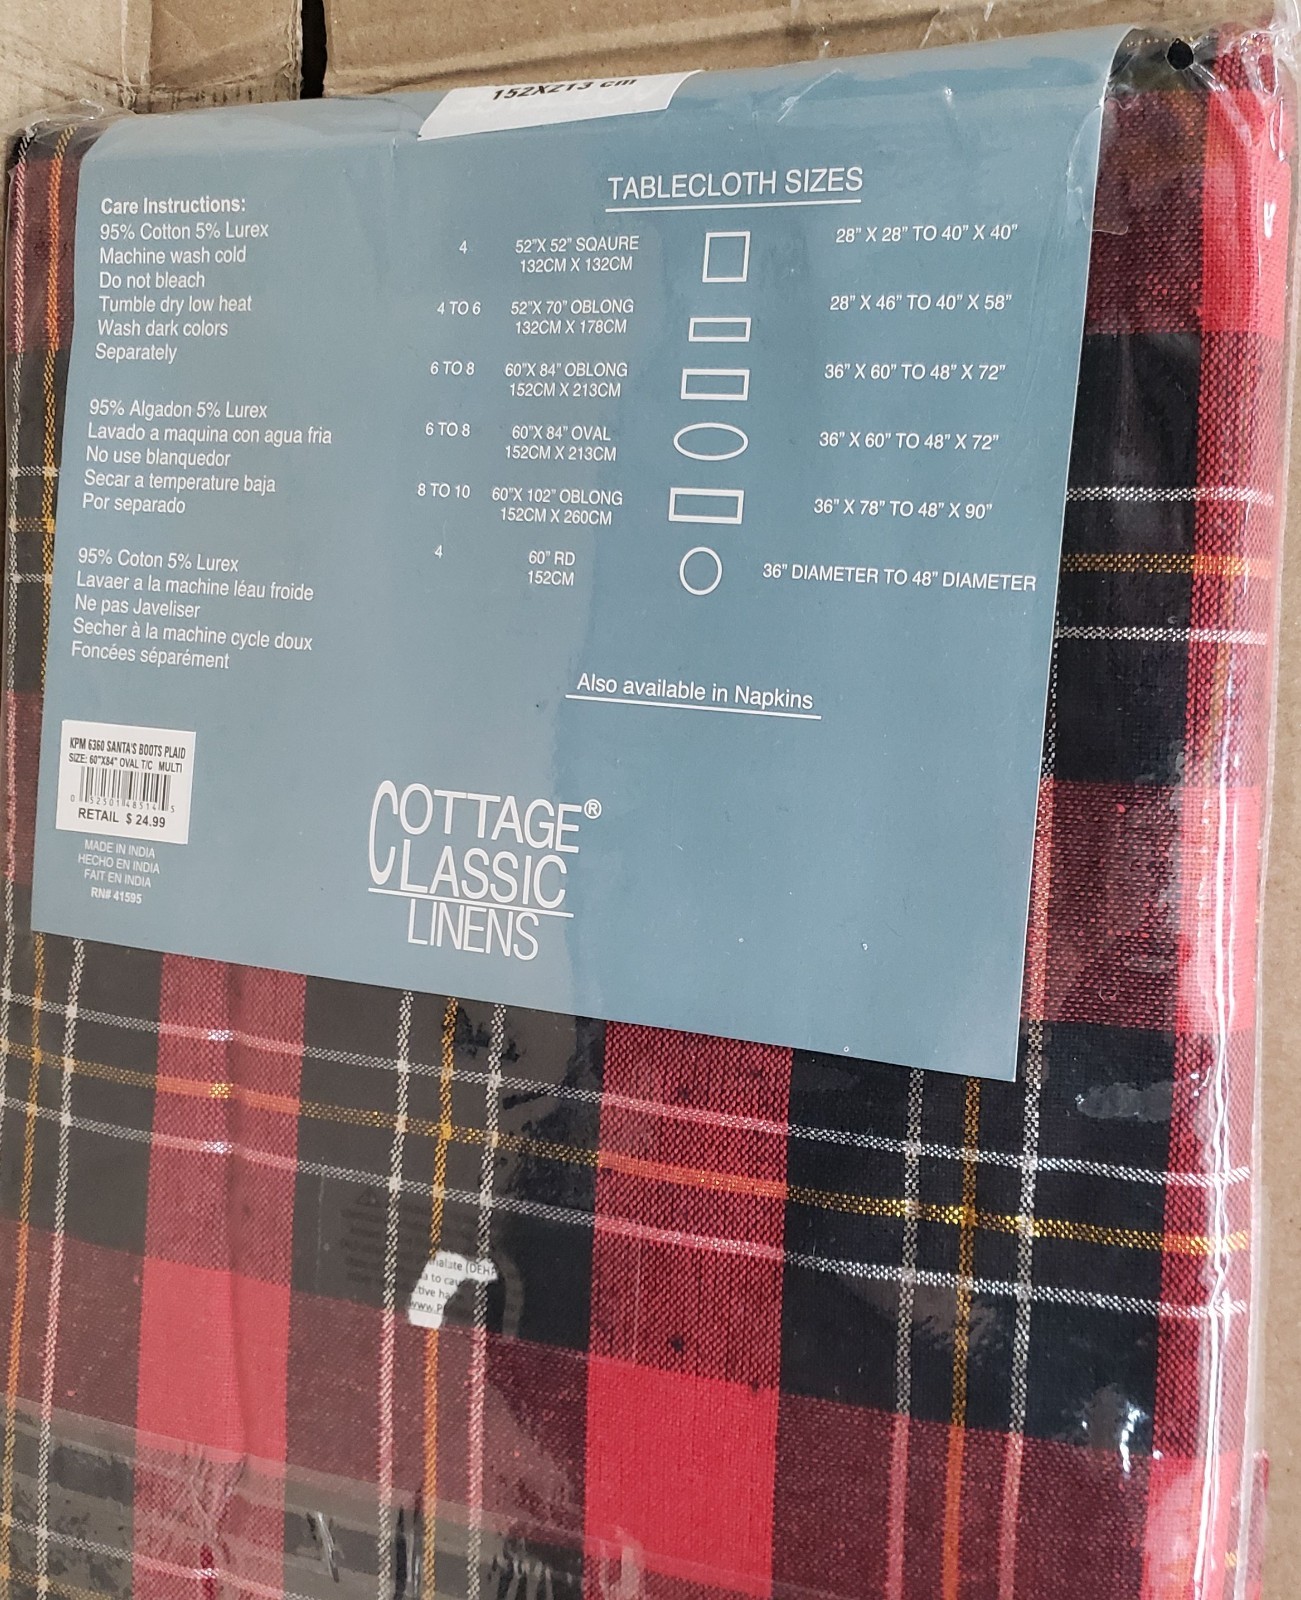 152X213 cm
TABLECLOTH SIZES
Care Instructions:
95% Cotton 5% Lurex
Machine wash cold
Do not bleach
Tumble dry low heat
Wash dark colors
Separately
95% Algadon 5% Lurex
Lavado a maquina con agua fria
No use blanquedor
Secar a temperature baja
Por separado
95% Coton 5% Lurex
Lavaer a la machine léau froide
Ne pas Javeliser
Secher à la machine cycle doux
Foncées séparément
4 52"X 52" SQAURE 28" X 28" TO 40" X 40"
132CM X 132CM
4 TO 6 52"X 70" OBLONG 28" X 46" TO 40" X 58"
132CM X 178CM
6 TO 8 60"X 84" OBLONG 36" X 60" TO 48" X 72"
152CM X 213CM
6 TO 8 60"X 84" OVAL 36" X 60" TO 48" X 72"
152CM X 213CM
8 TO 10 60"X 102" OBLONG 36" X 78" TO 48" X 90"
152CM X 260CM
4 60" RD 36" DIAMETER TO 48" DIAMETER
152CM
Also available in Napkins
KPM 6360 SANTA'S BOOTS PLAID
SIZE: 60"X84" OVAL T/C MULTI
0 52501 48514 5
RETAIL $ 24.99
MADE IN INDIA
HECHO EN INDIA
FAIT EN INDIA
RN# 41595
COTTAGE®
CLASSIC
LINENS
(DEHP
to
www.P